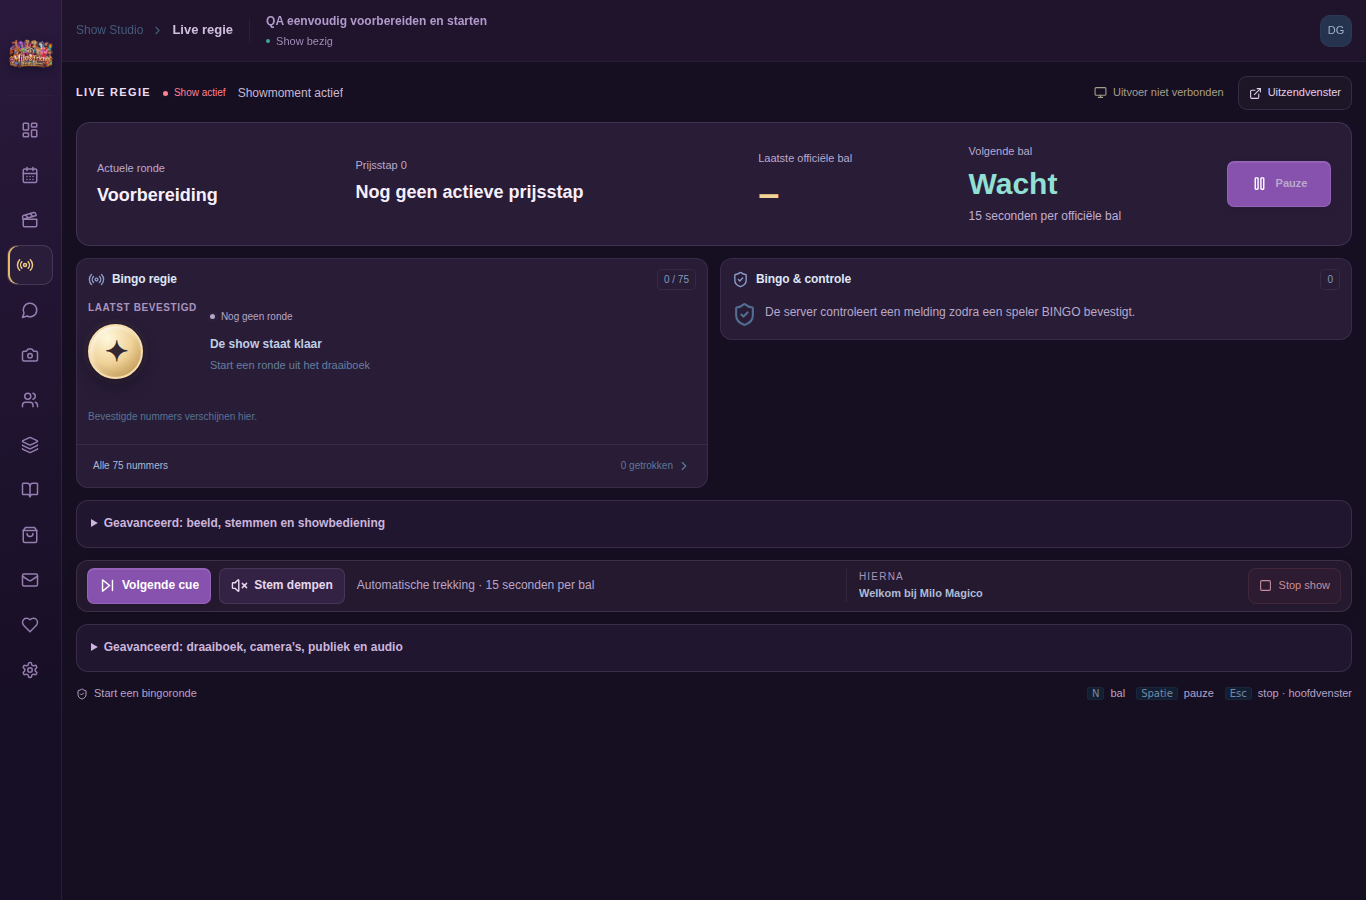 Show Studio > Live regie
QA eenvoudig voorbereiden en starten
Show bezig
DG
LIVE REGIE
Show actief
Showmoment actief
Uitvoer niet verbonden
Uitzendvenster
Actuele ronde
Voorbereiding
Prijsstap 0
Nog geen actieve prijsstap
Laatste officiële bal
–
Volgende bal
Wacht
15 seconden per officiële bal
Pauze
Bingo regie
0 / 75
LAATST BEVESTIGD
Nog geen ronde
De show staat klaar
Start een ronde uit het draaiboek
Bevestigde nummers verschijnen hier.
Alle 75 nummers
0 getrokken
Bingo & controle
0
De server controleert een melding zodra een speler BINGO bevestigt.
Geavanceerd: beeld, stemmen en showbediening
Volgende cue
Stem dempen
Automatische trekking · 15 seconden per bal
HIERNA
Welkom bij Milo Magico
Stop show
Geavanceerd: draaiboek, camera's, publiek en audio
Start een bingoronde
N bal Spatie pauze Esc stop · hoofdvenster